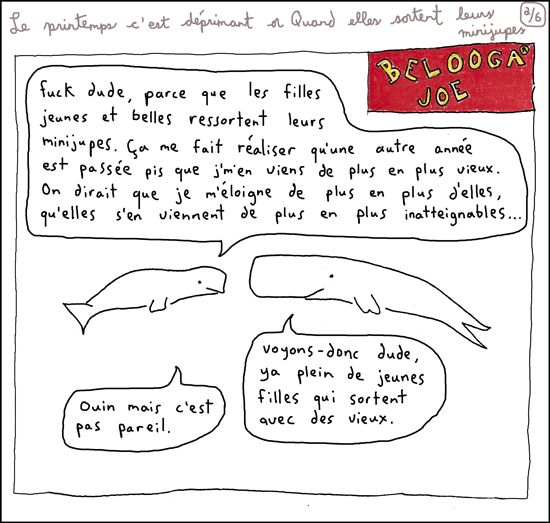 Le printemps c'est déprimant or Quand elles sortent leurs
minijupes
2/6
BELOOGA
JOE
fuck dude, parce que les filles
jeunes et belles ressortent leurs
minijupes. Ça me fait réaliser qu'une autre année
est passée pis que j'm'en viens de plus en plus vieux.
On dirait que je m'éloigne de plus en plus d'elles,
qu'elles s'en viennent de plus en plus inatteignables...
voyons-donc dude,
ya plein de jeunes
filles qui sortent
avec des vieux.
Ouin mais c'est
pas pareil.